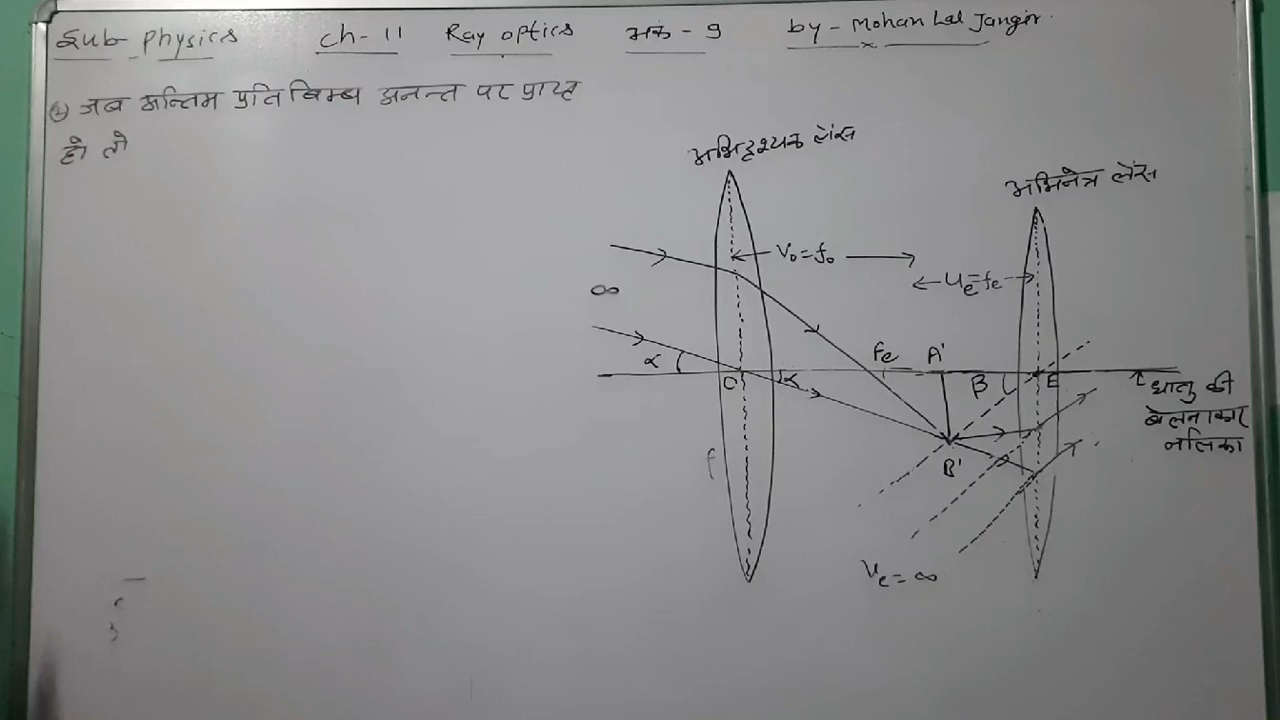 Sub- Physics ch- 11 Ray optics अंक - 9 by - Mohan Lal Jangir
जब अन्तिम प्रतिबिम्ब अनन्त पर प्राप्त
हो तो
अभिदृश्यक लेंस
अभिनेत्र लेंस
V₀=f₀
Ue=fe
∞
α
O
α
Fe
A'
β
E
B'
धातु की
बेलनाकार
नलिका
f
Ve=∞